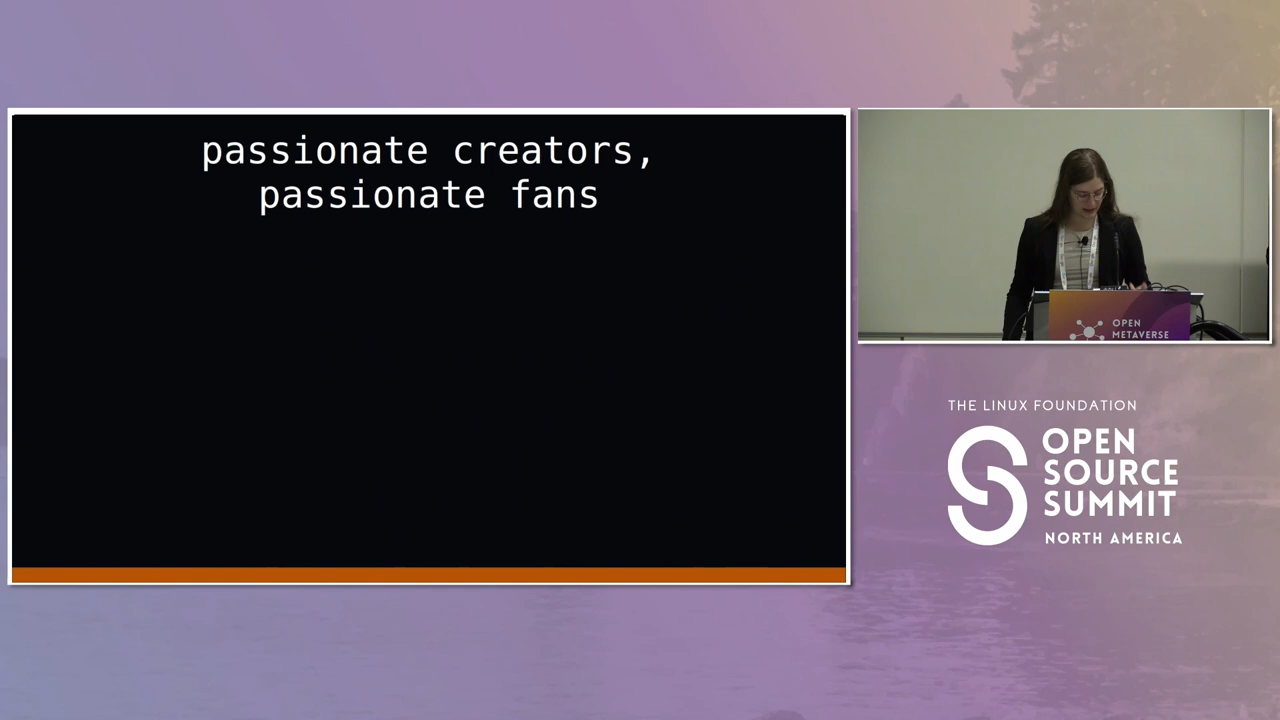 passionate creators,
passionate fans
OPEN
METAVERSE
THE LINUX FOUNDATION
OPEN
SOURCE
SUMMIT
NORTH AMERICA